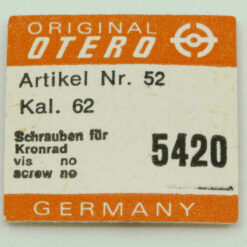 ORIGINAL
OTERO
Artikel Nr. 52
Kal. 62
Schrauben für
Kronrad
vis no
screw no
5420
GERMANY